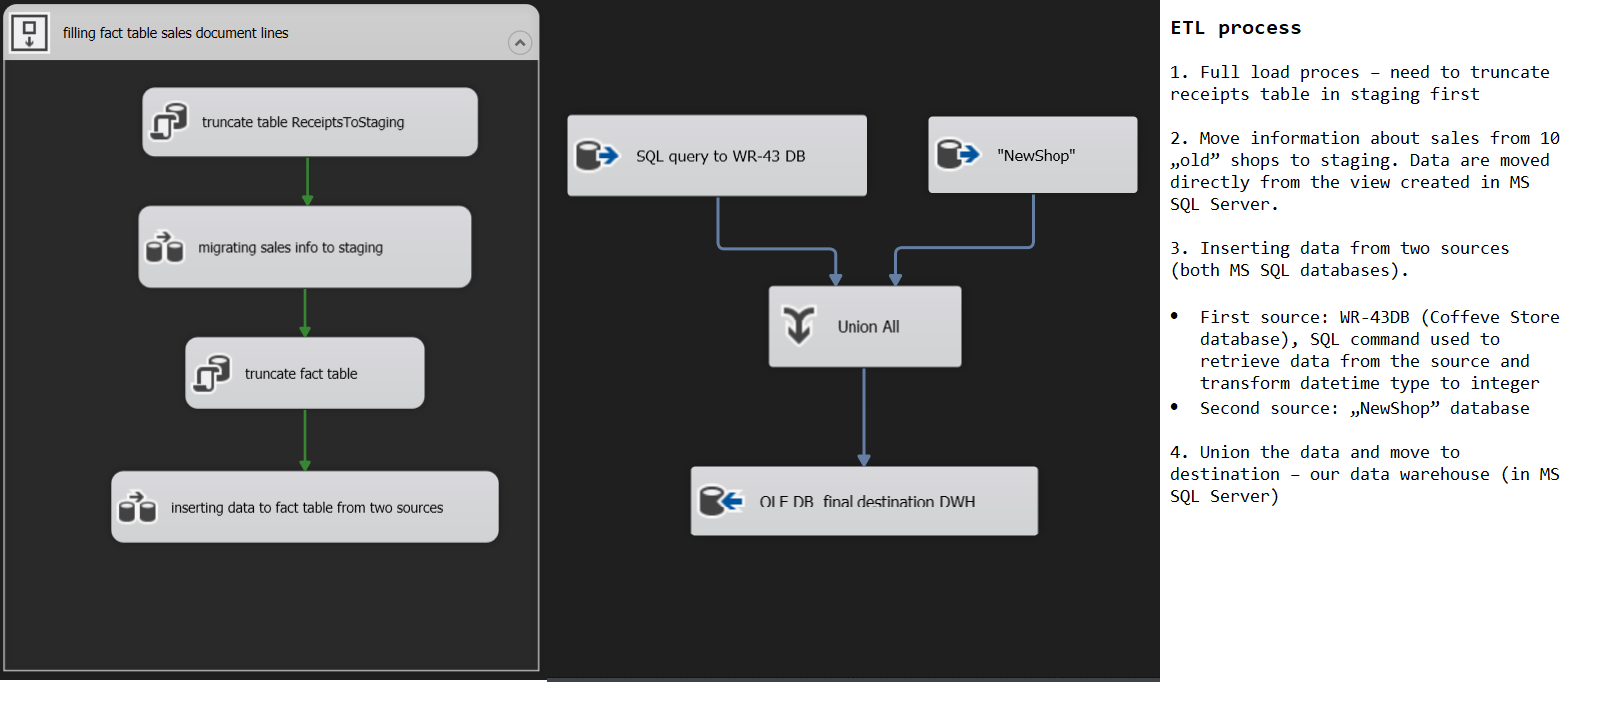 filling fact table sales document lines
truncate table ReceiptsToStaging
migrating sales info to staging
truncate fact table
inserting data to fact table from two sources
SQL query to WR-43 DB
"NewShop"
Union All
OLE DB final destination DWH
ETL process
1. Full load proces – need to truncate
receipts table in staging first
2. Move information about sales from 10
„old” shops to staging. Data are moved
directly from the view created in MS
SQL Server.
3. Inserting data from two sources
(both MS SQL databases).
• First source: WR-43DB (Coffeve Store
database), SQL command used to
retrieve data from the source and
transform datetime type to integer
• Second source: „NewShop” database
4. Union the data and move to
destination – our data warehouse (in MS
SQL Server)